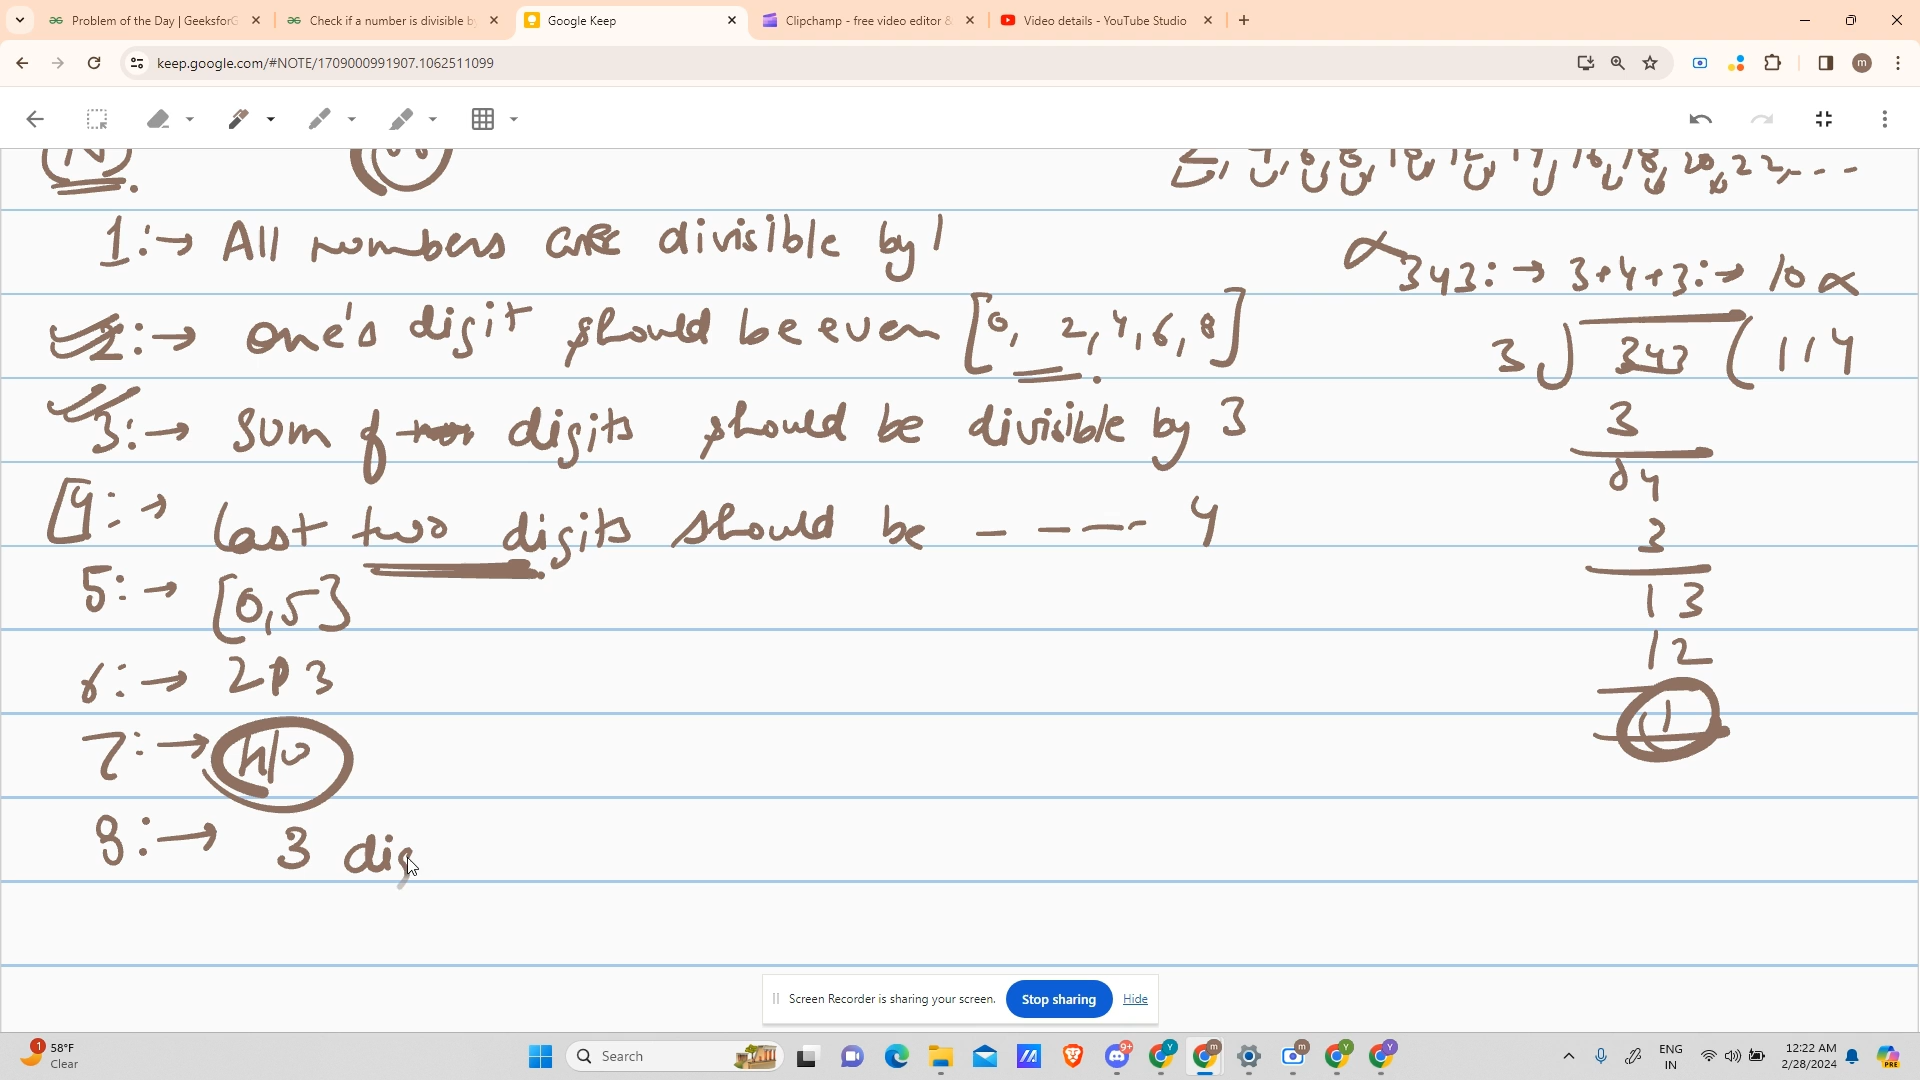 Problem of the Day | GeeksforG
Check if a number is divisible b
Google Keep
Clipchamp - free video editor &
Video details - YouTube Studio
keep.google.com/#NOTE/1709000991907.1062511099
m
1:→ All numbers are divisible by 1
2:→ one's digit should be even [0, 2,4,6,8]
3:→ sum of digits should be divisible by 3
4:→ last two digits should be - - -- 4
5:→ [0,5]
6:→ 2 3
7:→ h/w
8:→ 3 dig
343:→ 3+4+3:→ 10
3 343 114
3
04
3
13
12
1
Screen Recorder is sharing your screen.
Stop sharing
Hide
1
58°F
Clear
Search
9+
ENG
IN
12:22 AM
2/28/2024
PRE